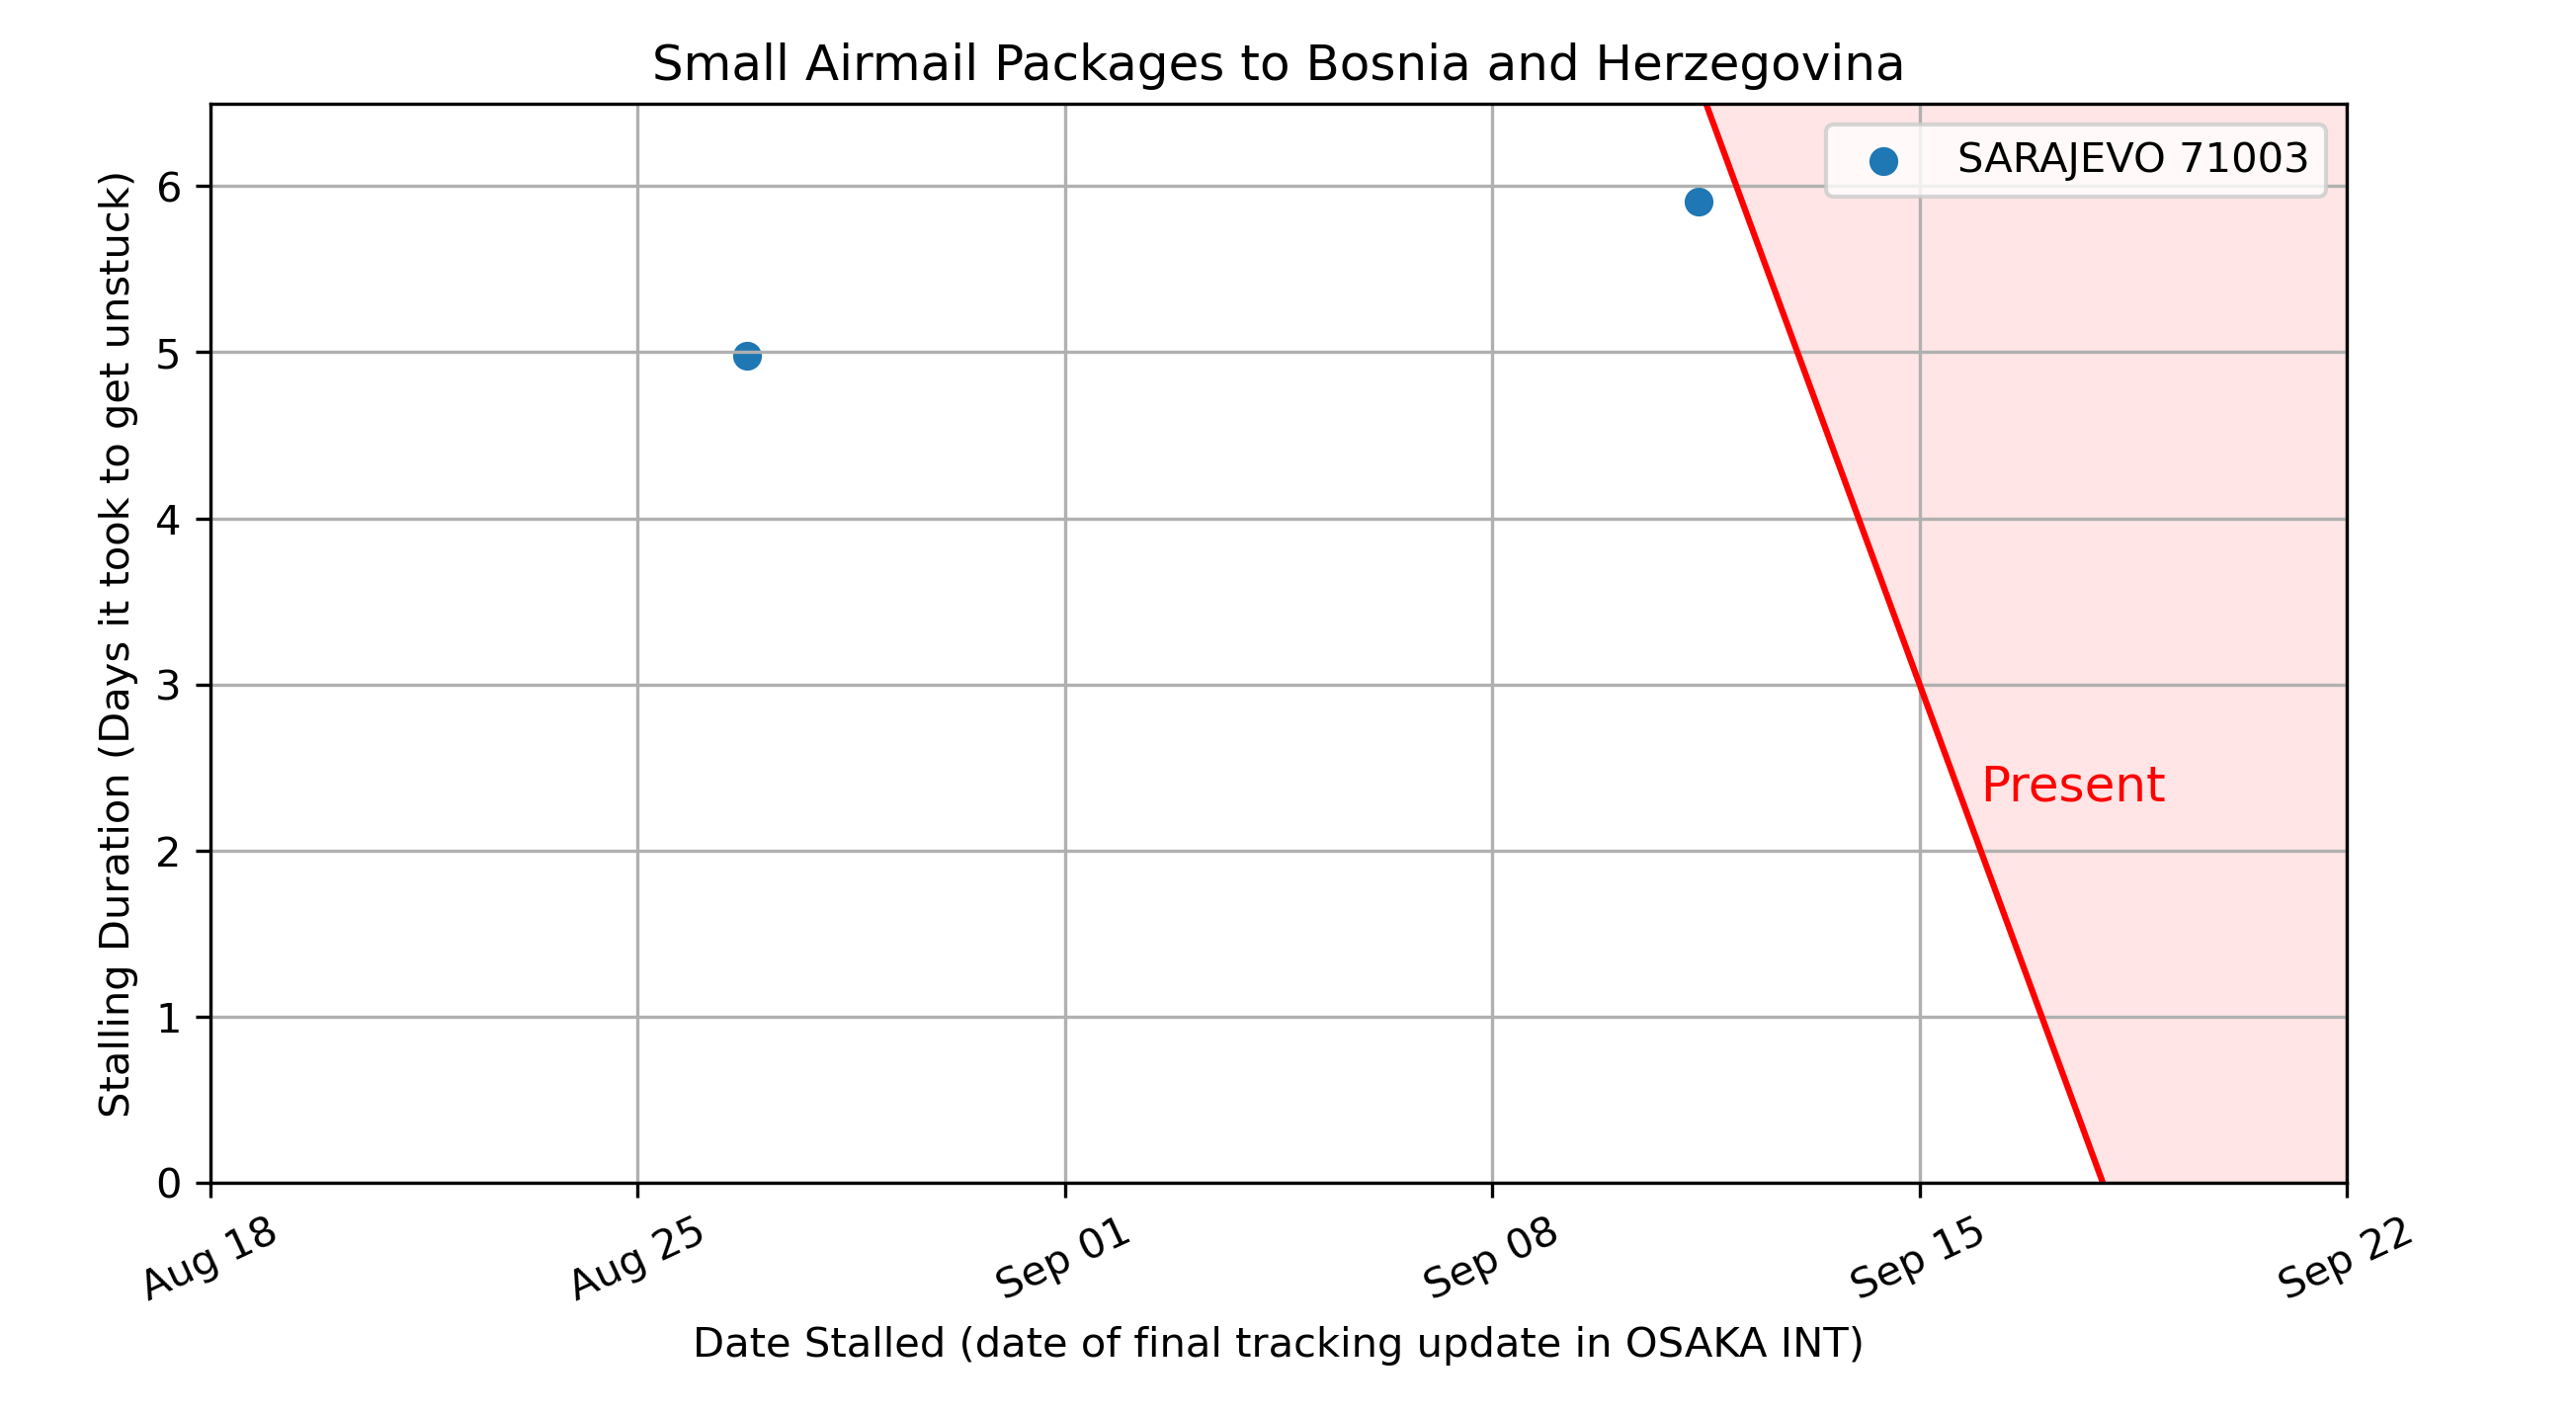 Small Airmail Packages to Bosnia and Herzegovina
SARAJEVO 71003
Stalling Duration (Days it took to get unstuck)
6
5
4
3
2
1
0
Present
Aug 18
Aug 25
Sep 01
Sep 08
Sep 15
Sep 22
Date Stalled (date of final tracking update in OSAKA INT)